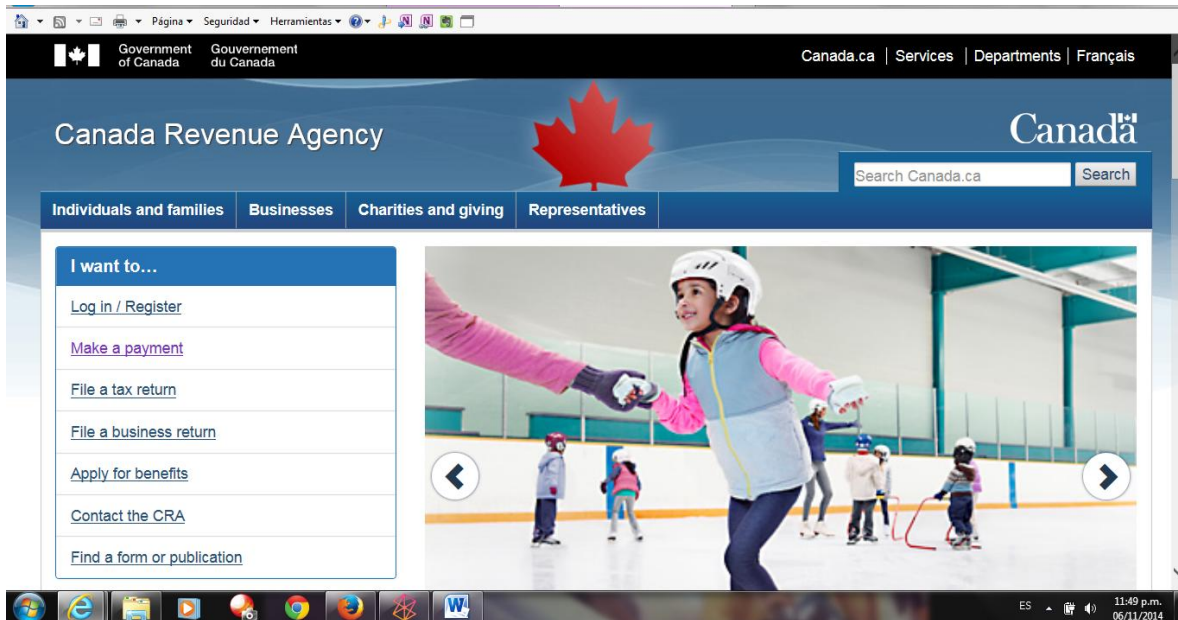 Página Seguridad Herramientas
Government of Canada
Gouvernement du Canada
Canada.ca | Services | Departments | Français
Canada Revenue Agency
Canada
Search Canada.ca Search
Individuals and families Businesses Charities and giving Representatives
I want to...
Log in / Register
Make a payment
File a tax return
File a business return
Apply for benefits
Contact the CRA
Find a form or publication
ES 11:49 p.m.
06/11/2014